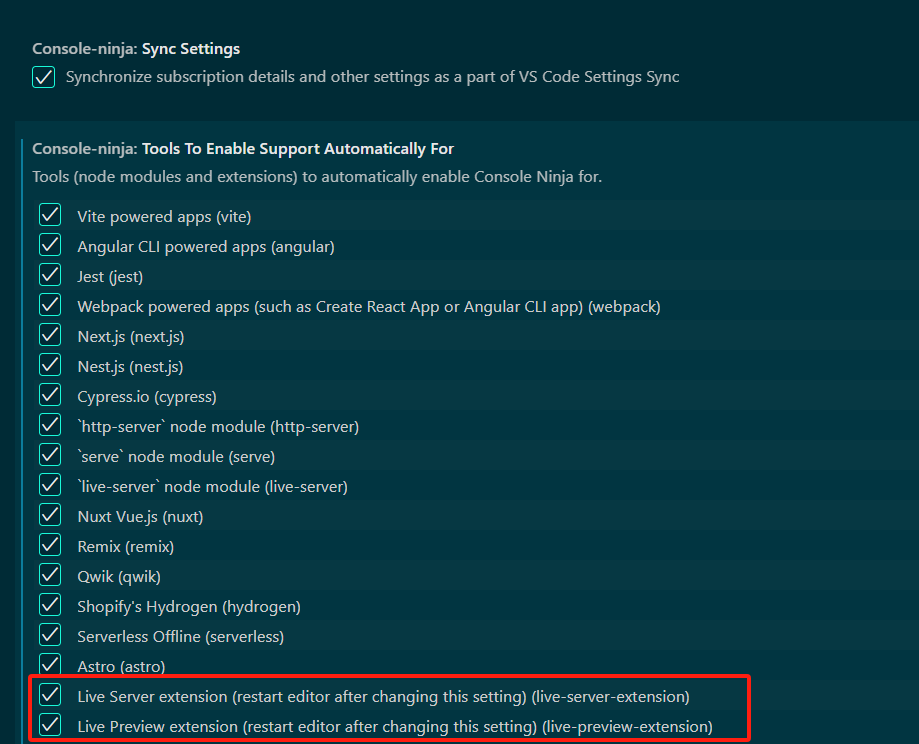 Console-ninja: Sync Settings
Synchronize subscription details and other settings as a part of VS Code Settings Sync
Console-ninja: Tools To Enable Support Automatically For
Tools (node modules and extensions) to automatically enable Console Ninja for.
Vite powered apps (vite)
Angular CLI powered apps (angular)
Jest (jest)
Webpack powered apps (such as Create React App or Angular CLI app) (webpack)
Next.js (next.js)
Nest.js (nest.js)
Cypress.io (cypress)
`http-server` node module (http-server)
`serve` node module (serve)
`live-server` node module (live-server)
Nuxt Vue.js (nuxt)
Remix (remix)
Qwik (qwik)
Shopify's Hydrogen (hydrogen)
Serverless Offline (serverless)
Astro (astro)
Live Server extension (restart editor after changing this setting) (live-server-extension)
Live Preview extension (restart editor after changing this setting) (live-preview-extension)